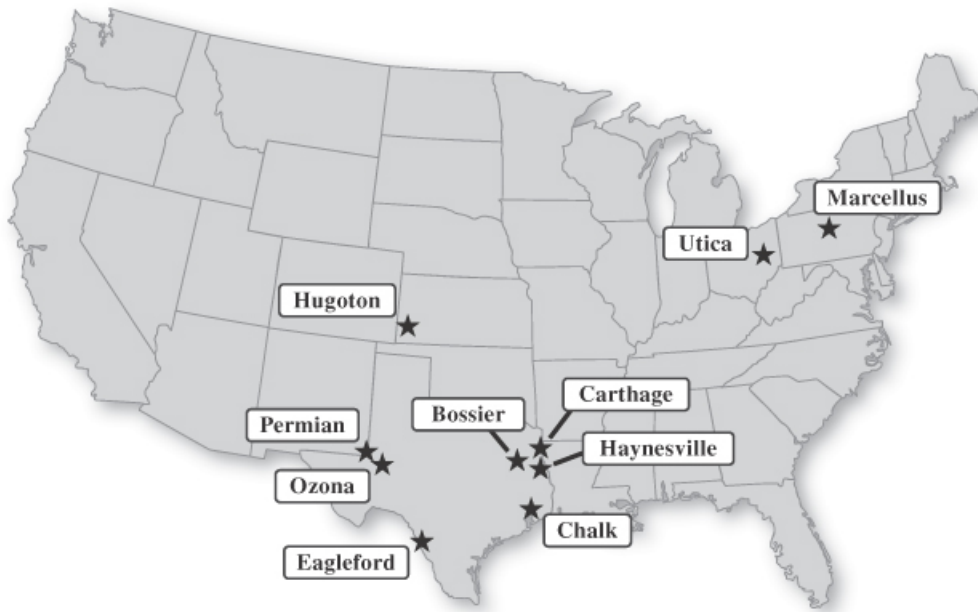 Marcellus
Utica
Hugoton
Carthage
Bossier
Permian
Haynesville
Ozona
Chalk
Eagleford